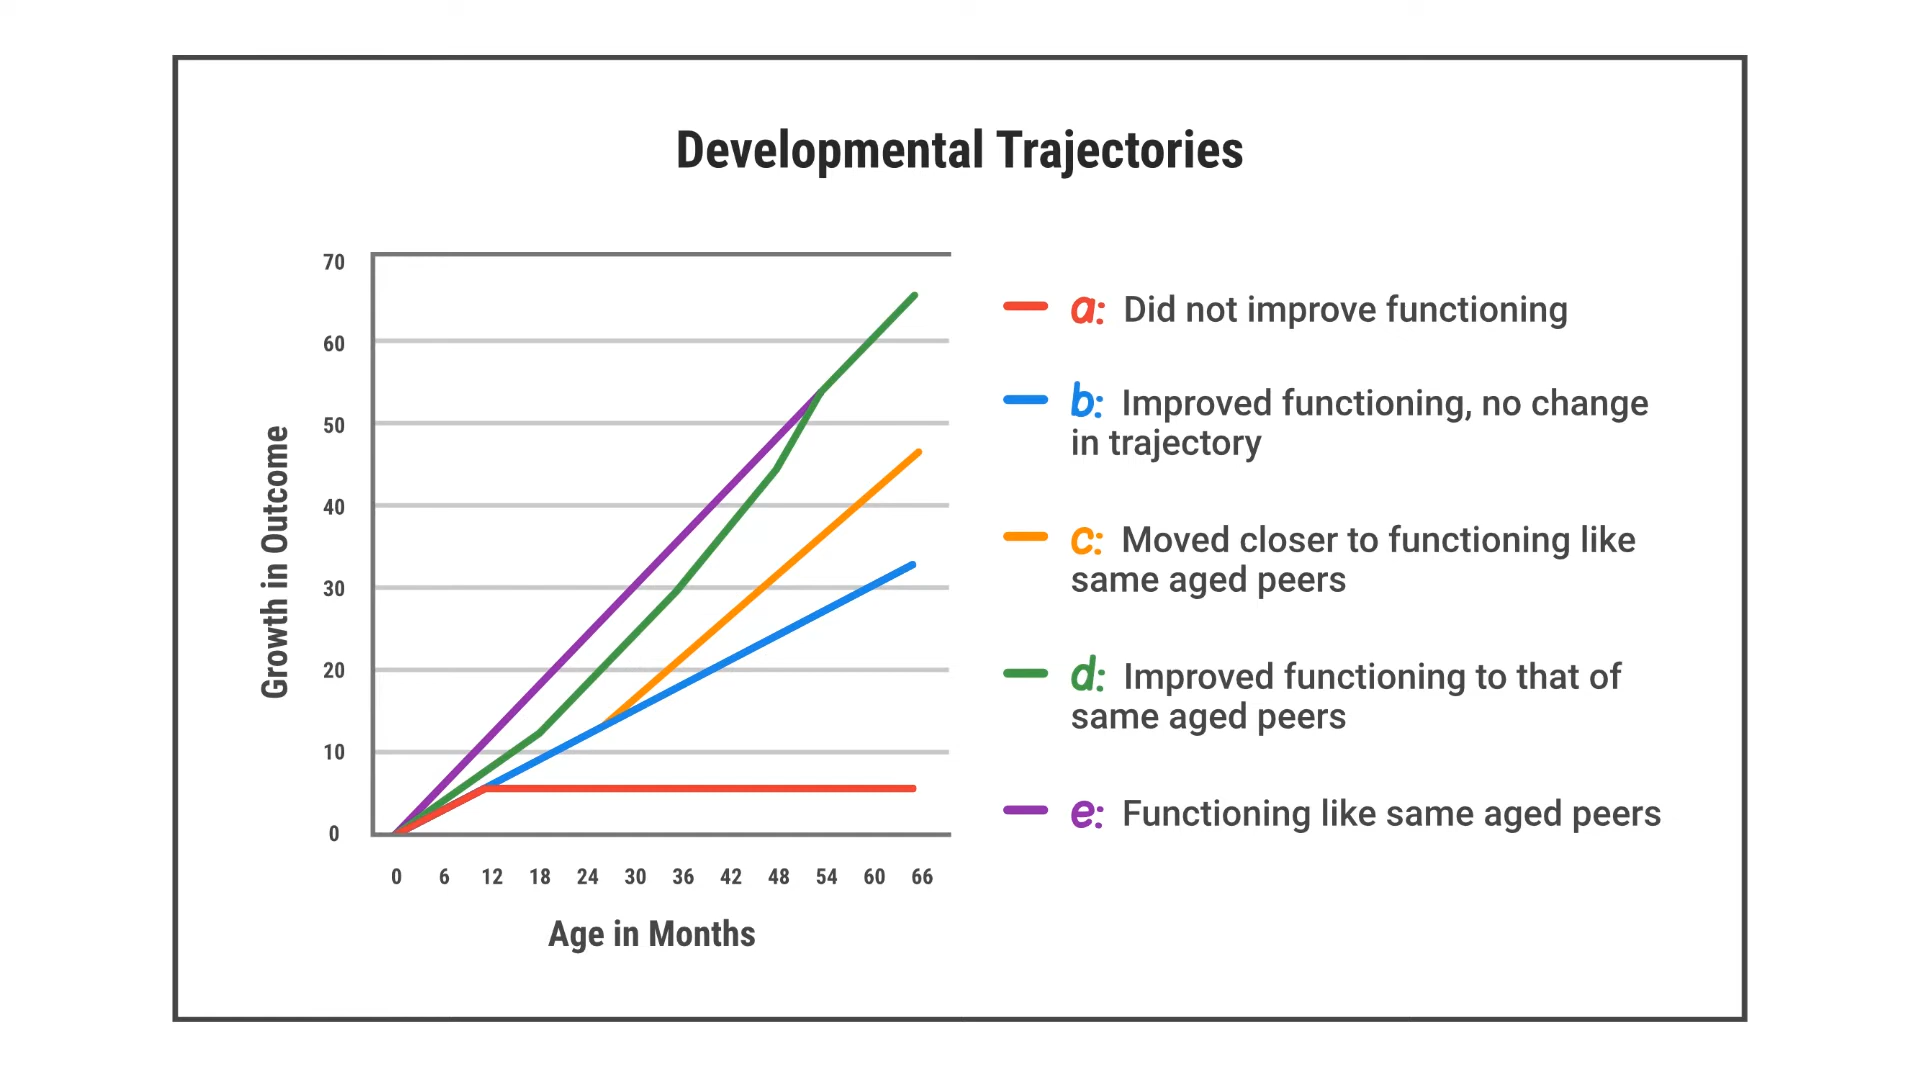 Developmental Trajectories
Growth in Outcome
70
60
50
40
30
20
10
0
0 6 12 18 24 30 36 42 48 54 60 66
Age in Months
a: Did not improve functioning
b: Improved functioning, no change
in trajectory
c: Moved closer to functioning like
same aged peers
d: Improved functioning to that of
same aged peers
e: Functioning like same aged peers